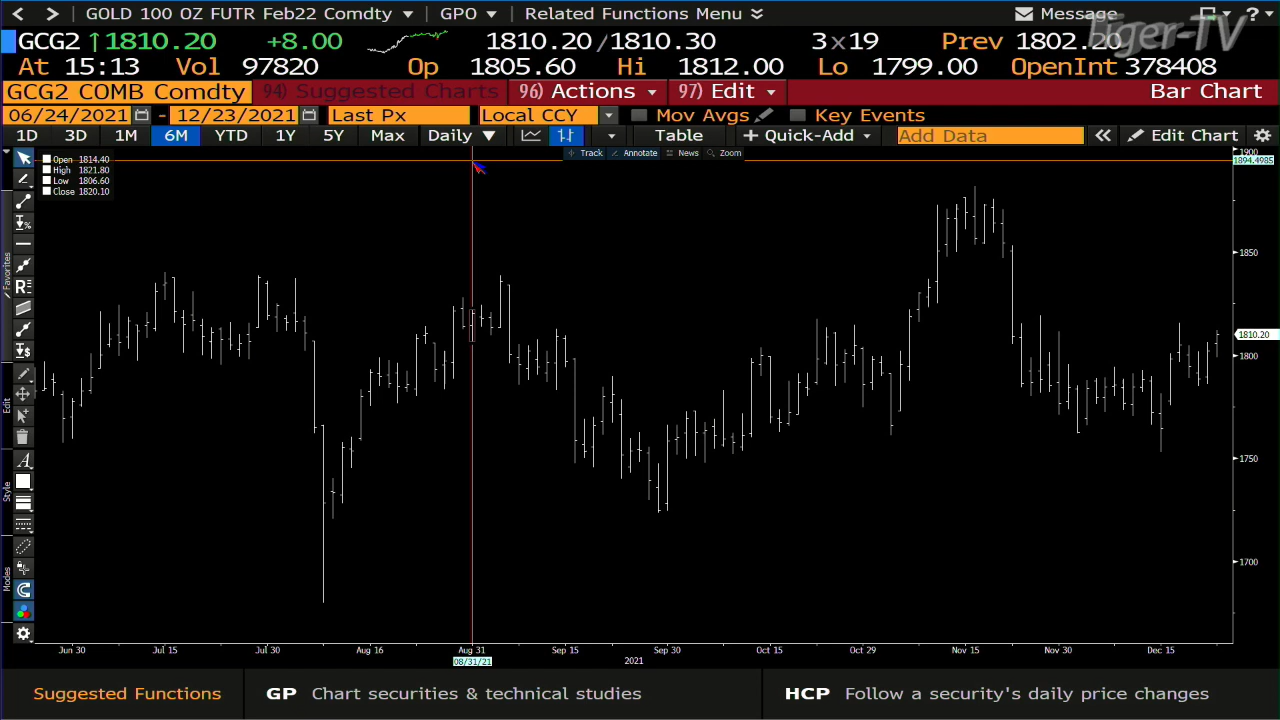 GOLD 100 OZ FUTR Feb22 Comdty GPO Related Functions Menu Message ?
GCG2 ↑1810.20 +8.00 1810.20/1810.30 3x19 Prev 1802.20
At 15:13 Vol 97820 Op 1805.60 Hi 1812.00 Lo 1799.00 OpenInt 378408
GCG2 COMB Comdty 94) Suggested Charts 96) Actions 97) Edit Bar Chart
06/24/2021 - 12/23/2021 Last Px Local CCY Mov Avgs Key Events
1D 3D 1M 6M YTD 1Y 5Y Max Daily Table + Quick-Add Add Data « Edit Chart
Track Annotate News Zoom
Open 1814.40
High 1821.80
Low 1806.60
Close 1820.10
1900
1894.4985
1850
1810.20
1800
1750
1700
Favorites
Edit
Style
Modes
Jun 30 Jul 15 Jul 30 Aug 16 Aug 31 Sep 15 Sep 30 Oct 15 Oct 29 Nov 15 Nov 30 Dec 15
08/31/21 2021
Suggested Functions GP Chart securities & technical studies HCP Follow a security's daily price changes